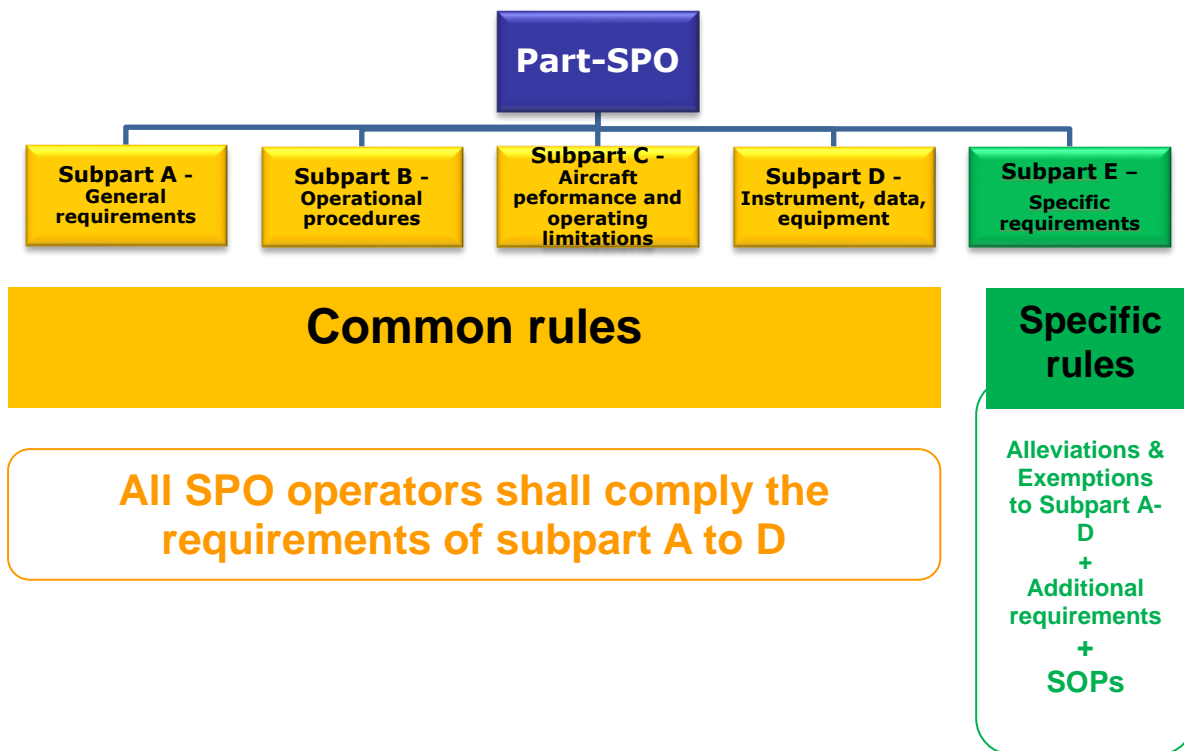 Part-SPO
Subpart A -
General
requirements
Subpart B -
Operational
procedures
Subpart C -
Aircraft
peformance and
operating
limitations
Subpart D -
Instrument, data,
equipment
Subpart E –
Specific
requirements
Common rules
Specific
rules
All SPO operators shall comply the
requirements of subpart A to D
Alleviations &
Exemptions
to Subpart A-
D
+
Additional
requirements
+
SOPs